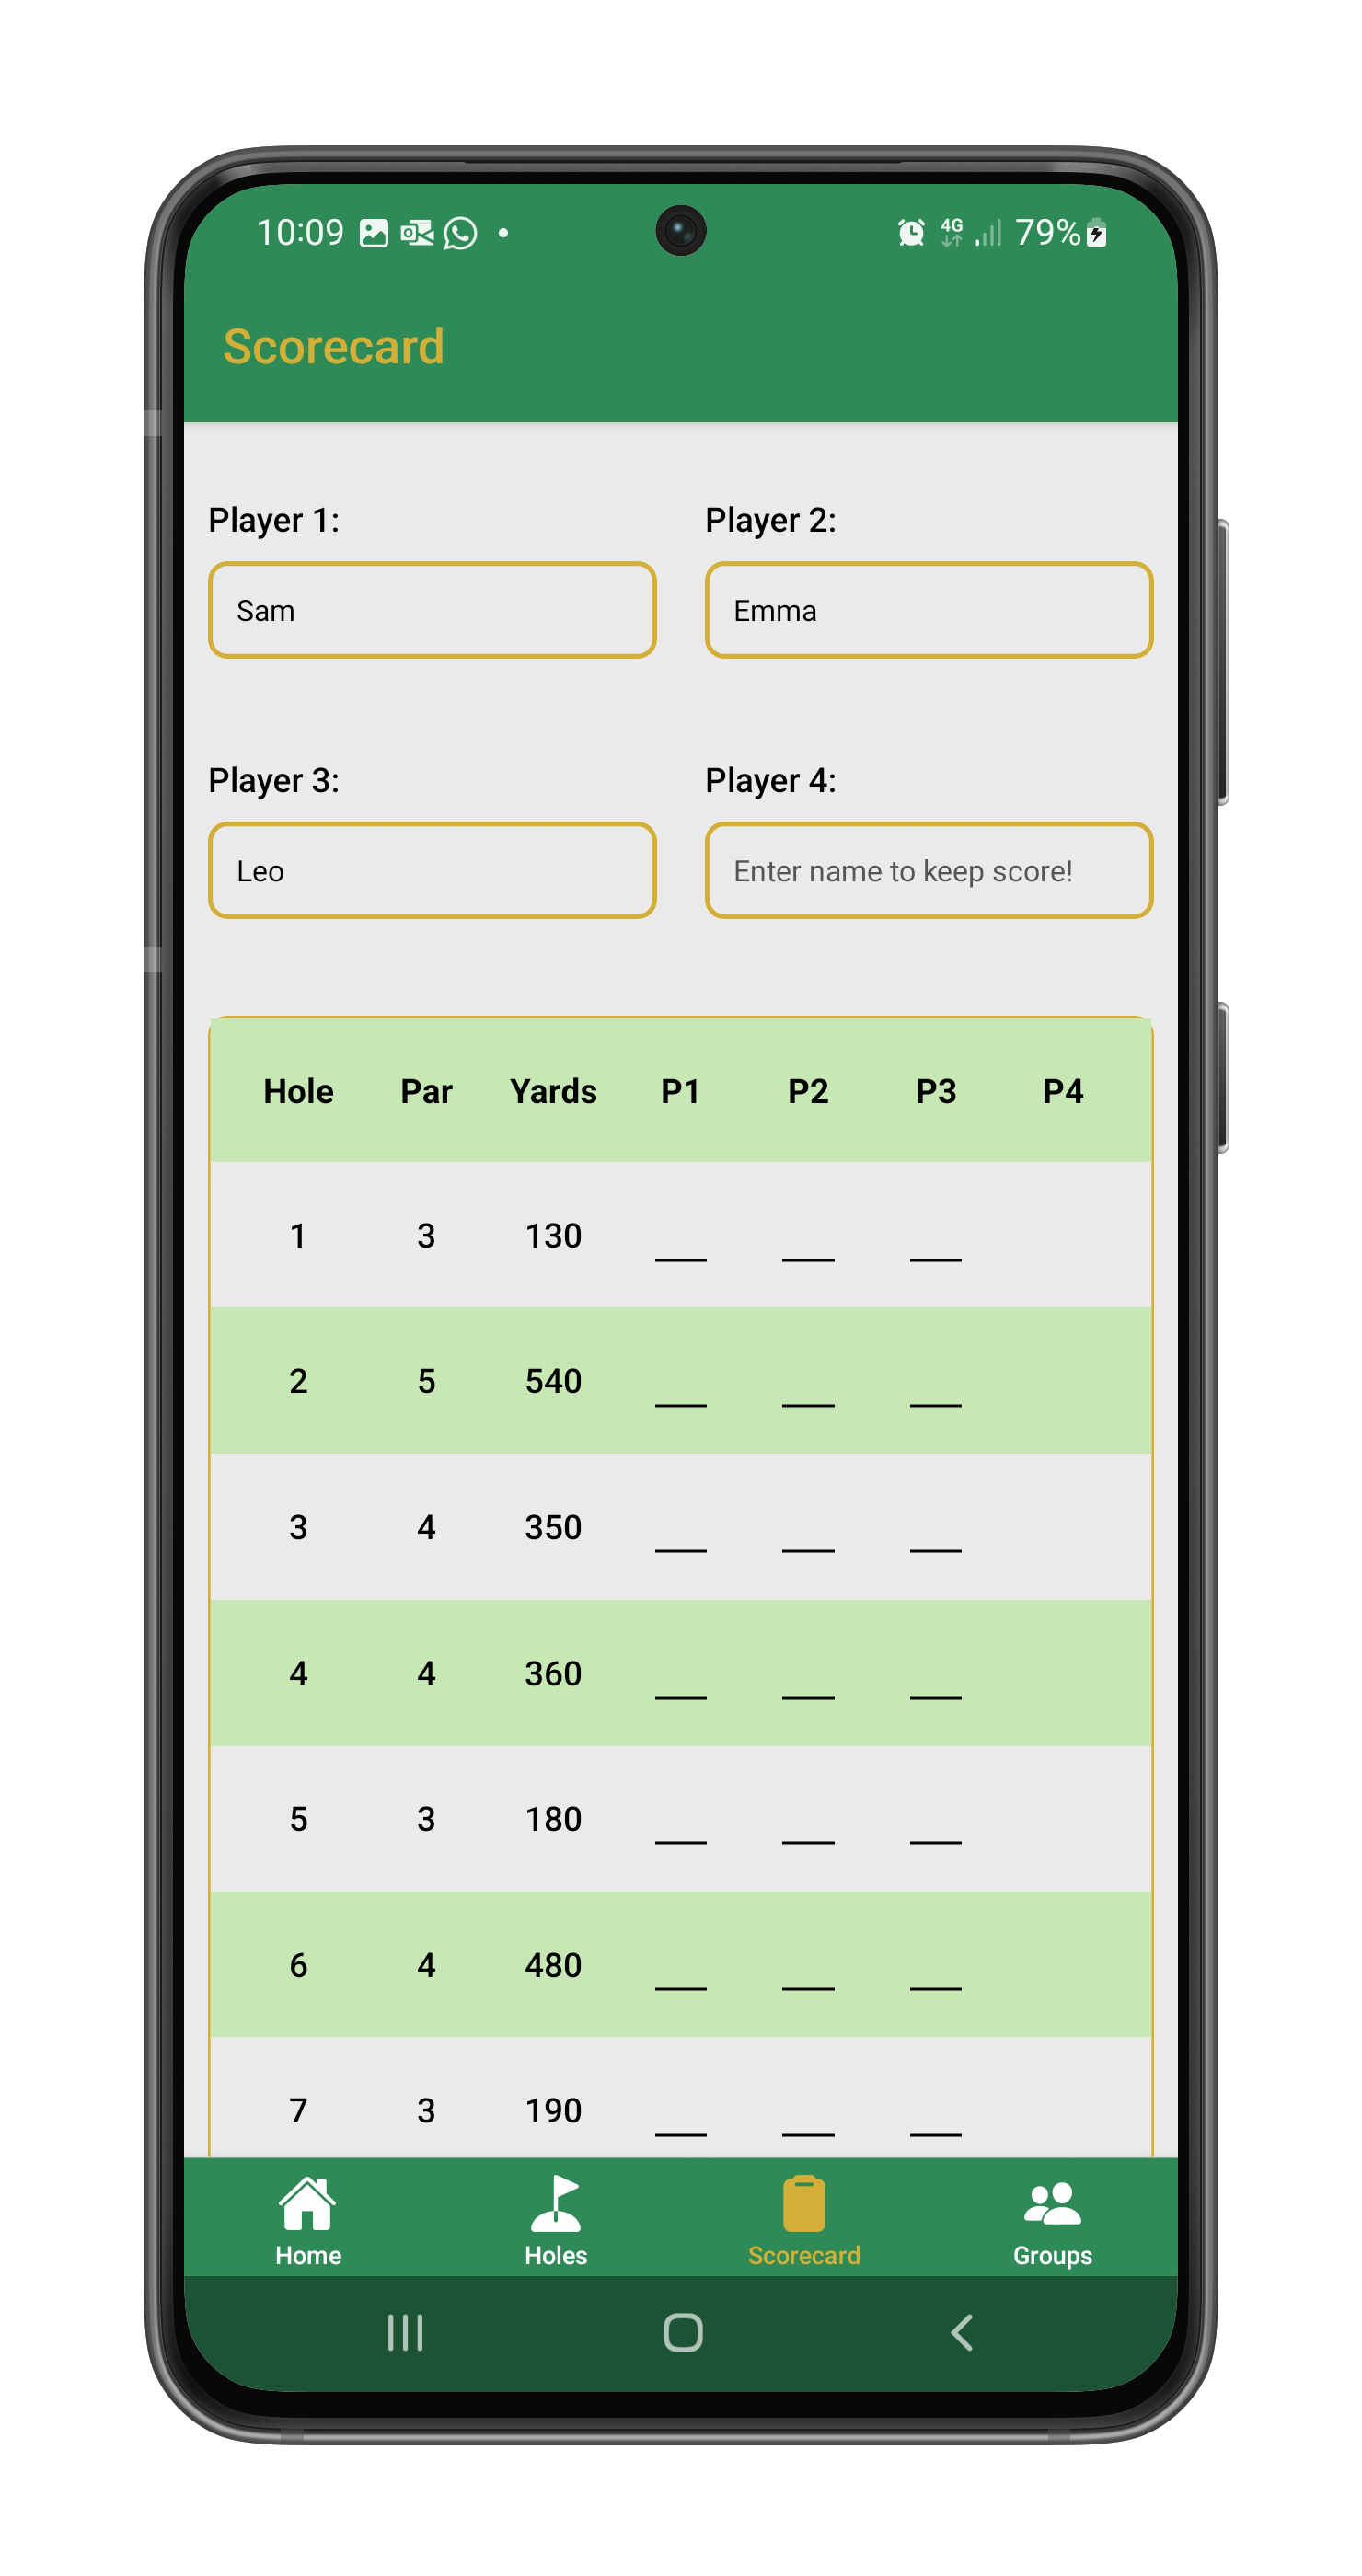 10:09 4G 79%
Scorecard
Player 1: Player 2:
Sam Emma
Player 3: Player 4:
Leo Enter name to keep score!
Hole Par Yards P1 P2 P3 P4
1 3 130 __ __ __
2 5 540 __ __ __
3 4 350 __ __ __
4 4 360 __ __ __
5 3 180 __ __ __
6 4 480 __ __ __
7 3 190 __ __ __
Home Holes Scorecard Groups